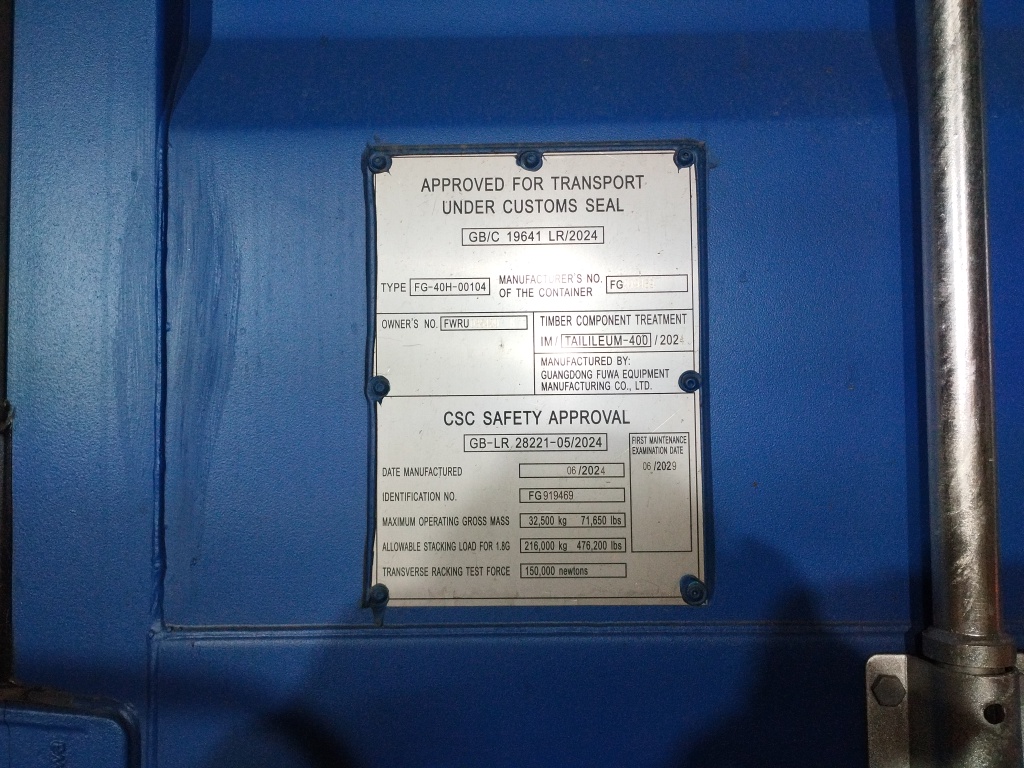 APPROVED FOR TRANSPORT
UNDER CUSTOMS SEAL
GB/C 19641 LR/2024
TYPE FG-40H-00104
MANUFACTURER'S NO.
OF THE CONTAINER
FG
OWNER'S NO. FWRU
TIMBER COMPONENT TREATMENT
IM/ TAILILEUM-400 /2024
MANUFACTURED BY:
GUANGDONG FUWA EQUIPMENT
MANUFACTURING CO., LTD.
CSC SAFETY APPROVAL
GB-LR 28221-05/2024
FIRST MAINTENANCE
EXAMINATION DATE
06/2029
DATE MANUFACTURED 06/2024
IDENTIFICATION NO. FG919469
MAXIMUM OPERATING GROSS MASS 32,500 kg 71,650 lbs
ALLOWABLE STACKING LOAD FOR 1.8G 216,000 kg 476,200 lbs
TRANSVERSE RACKING TEST FORCE 150,000 newtons